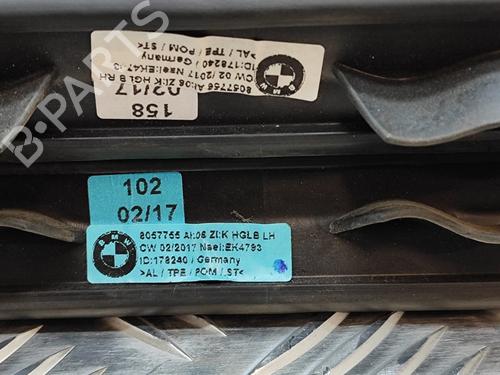 >AL / TPE / POM / ST<
ID:178240 / Germany
CW 02/2017 Nael:EK4793
8057756 AI:06 ZI:K HGLB RH
02/17
158
102
02/17
BMW
8057755 AI:06 ZI:K HGLB LH
CW 02/2017 Nael:EK4793
ID:178240 / Germany
>AL / TPE / POM / ST<